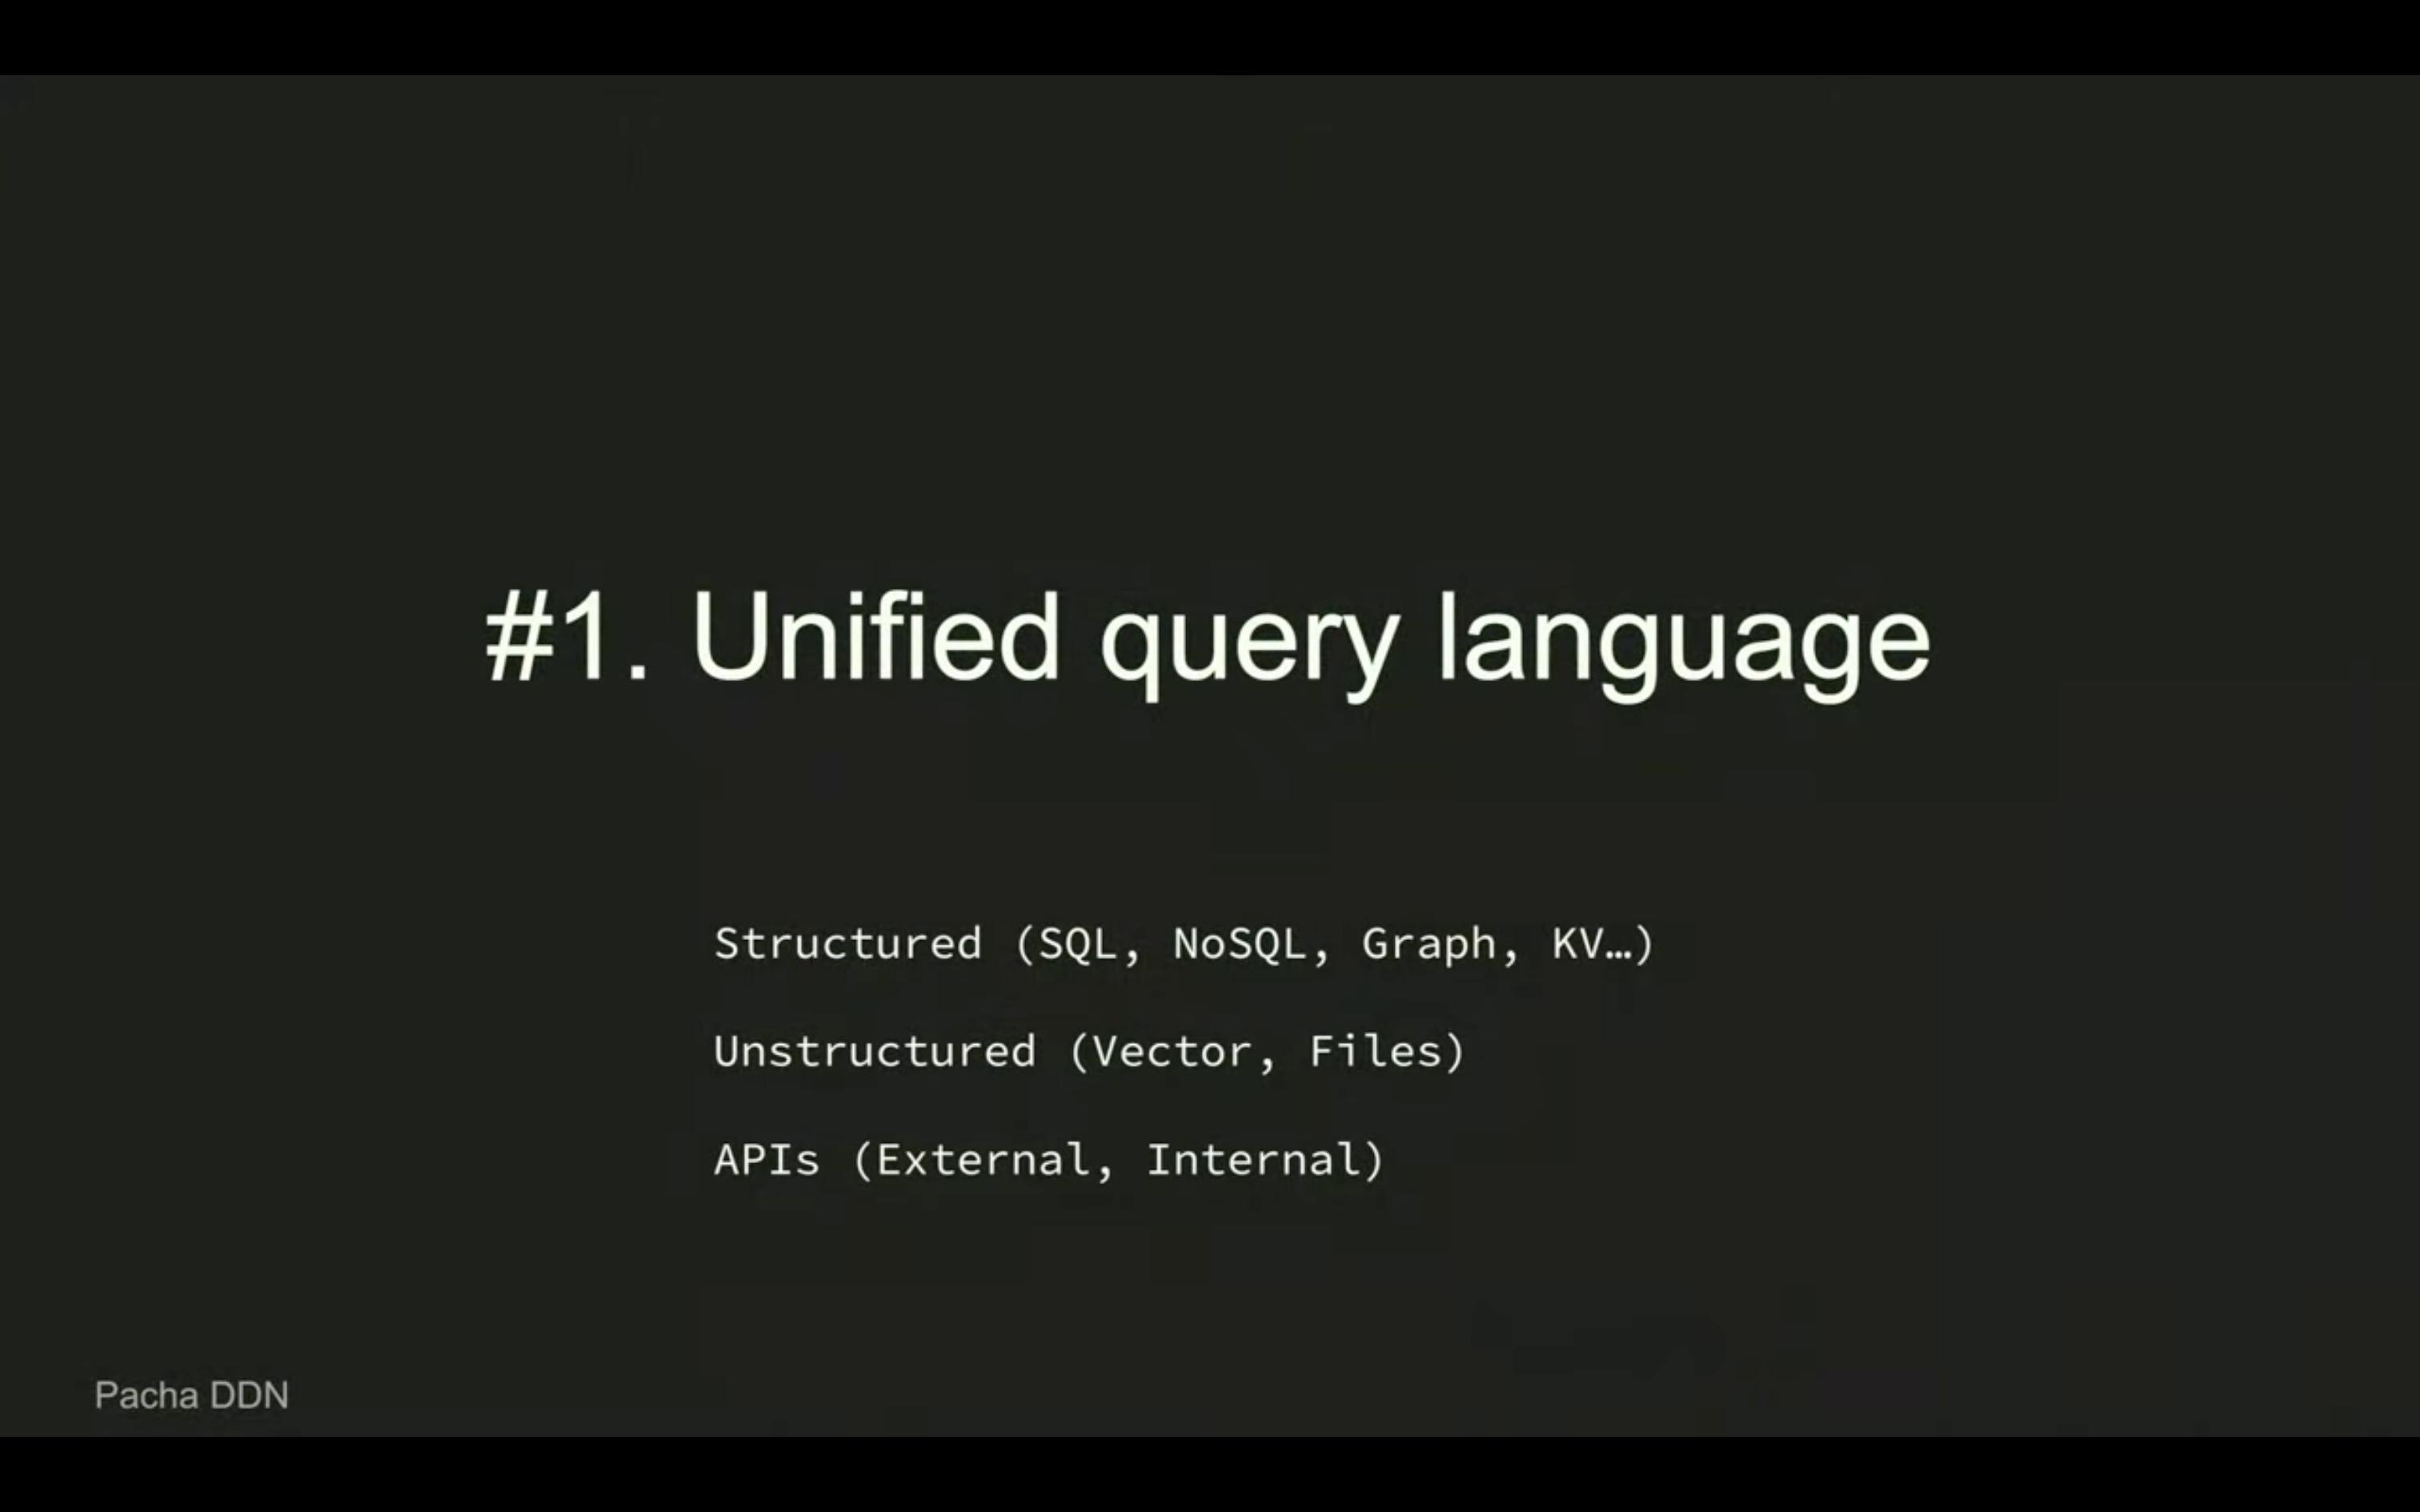 #1. Unified query language
Structured (SQL, NoSQL, Graph, KV…)
Unstructured (Vector, Files)
APIs (External, Internal)
Pacha DDN